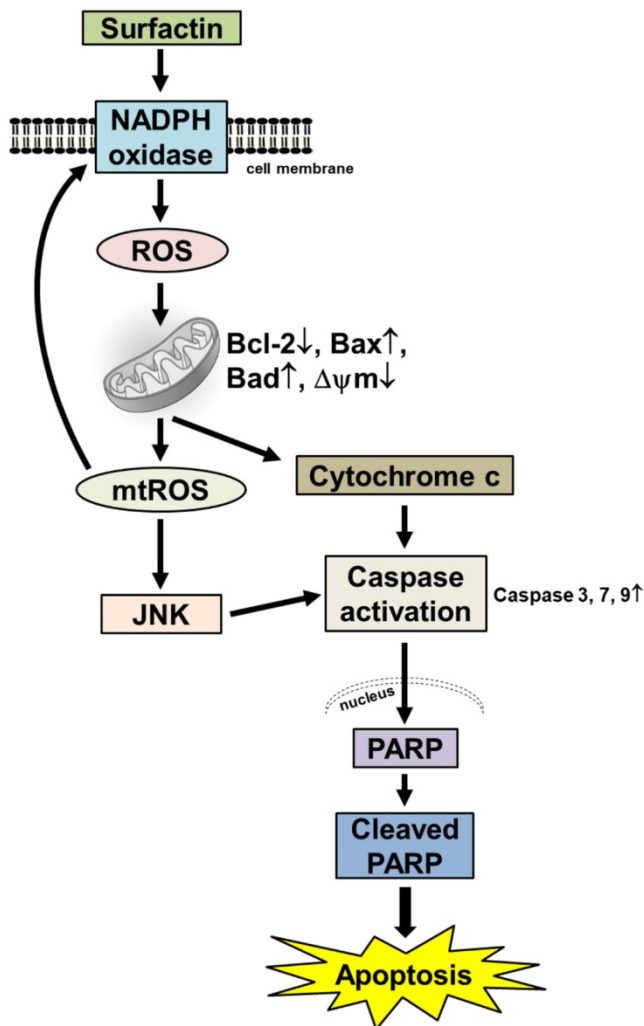 Surfactin
NADPH
oxidase
cell membrane
ROS
Bcl-2↓, Bax↑,
Bad↑, Δψm↓
mtROS
Cytochrome c
JNK
Caspase
activation
Caspase 3, 7, 9↑
nucleus
PARP
Cleaved
PARP
Apoptosis